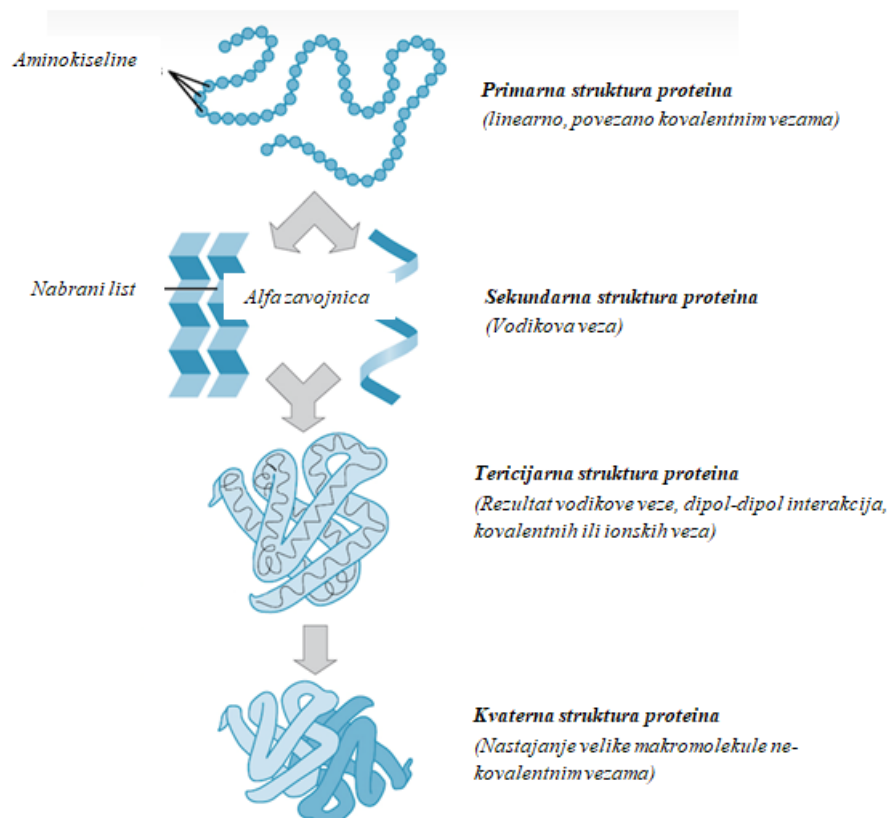 Aminokiseline
Primarna struktura proteina
(linearno, povezano kovalentnim vezama)
Nabrani list
Alfa zavojnica
Sekundarna struktura proteina
(Vodikova veza)
Tericijarna struktura proteina
(Rezultat vodikove veze, dipol-dipol interakcija,
kovalentnih ili ionskih veza)
Kvaterna struktura proteina
(Nastajanje velike makromolekule ne-
kovalentnim vezama)